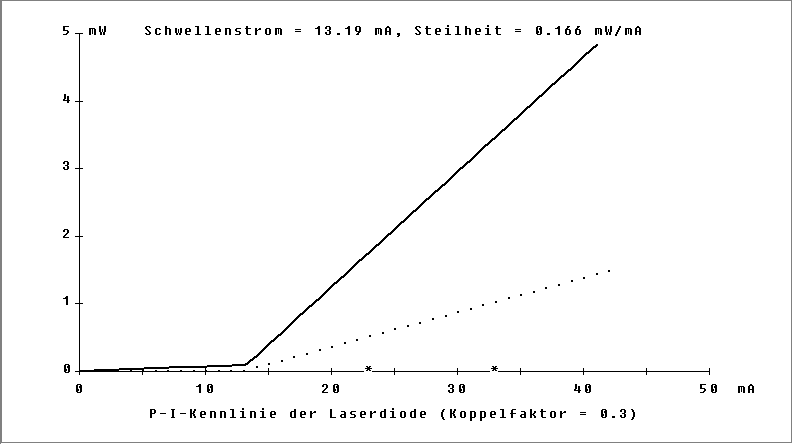 5 mW Schwellenstrom = 13.19 mA, Steilheit = 0.166 mW/mA
4
3
2
1
0
* *
0 10 20 30 40 50 mA
P-I-Kennlinie der Laserdiode (Koppelfaktor = 0.3)